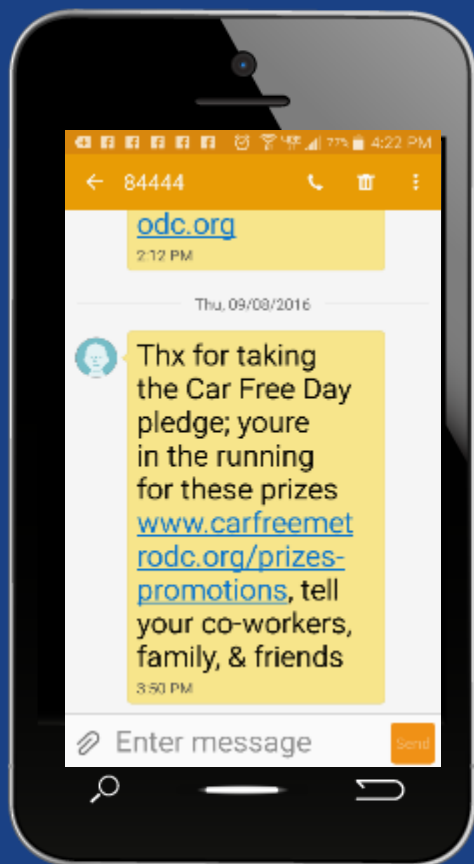 77% 4:22 PM
84444
odc.org
2:12 PM
Thu, 09/08/2016
Thx for taking
the Car Free Day
pledge; youre
in the running
for these prizes
www.carfreemet
rodc.org/prizes-
promotions, tell
your co-workers,
family, & friends
3:50 PM
Enter message
Send